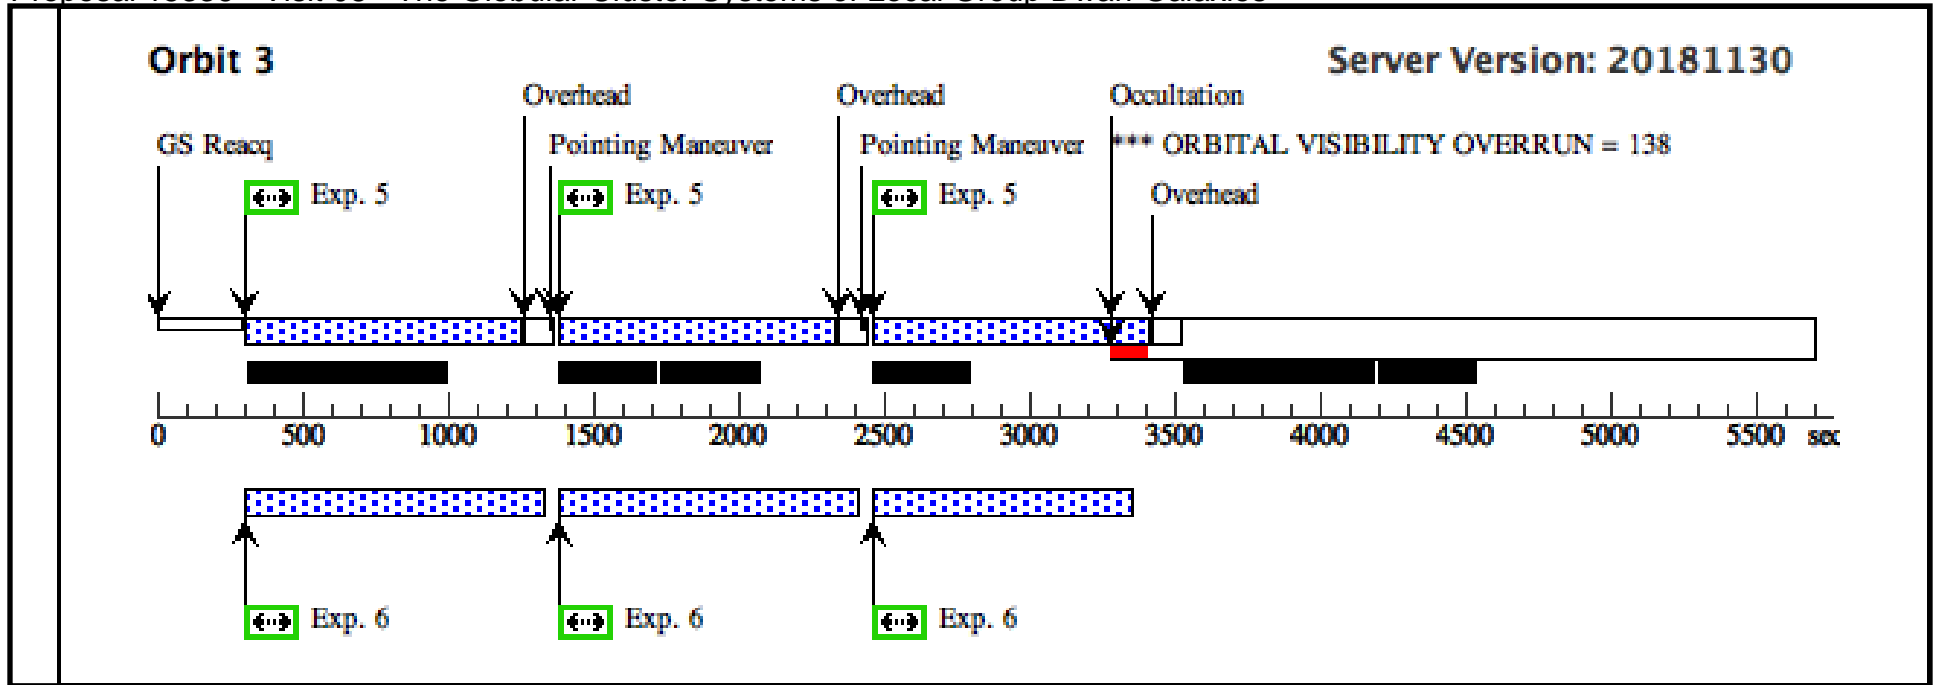 Orbit 3
Server Version: 20181130
Overhead Overhead Occultation
GS Reacq Pointing Maneuver Pointing Maneuver *** ORBITAL VISIBILITY OVERRUN = 138
Exp. 5 Exp. 5 Exp. 5 Overhead
0 500 1000 1500 2000 2500 3000 3500 4000 4500 5000 5500 sec
Exp. 6 Exp. 6 Exp. 6